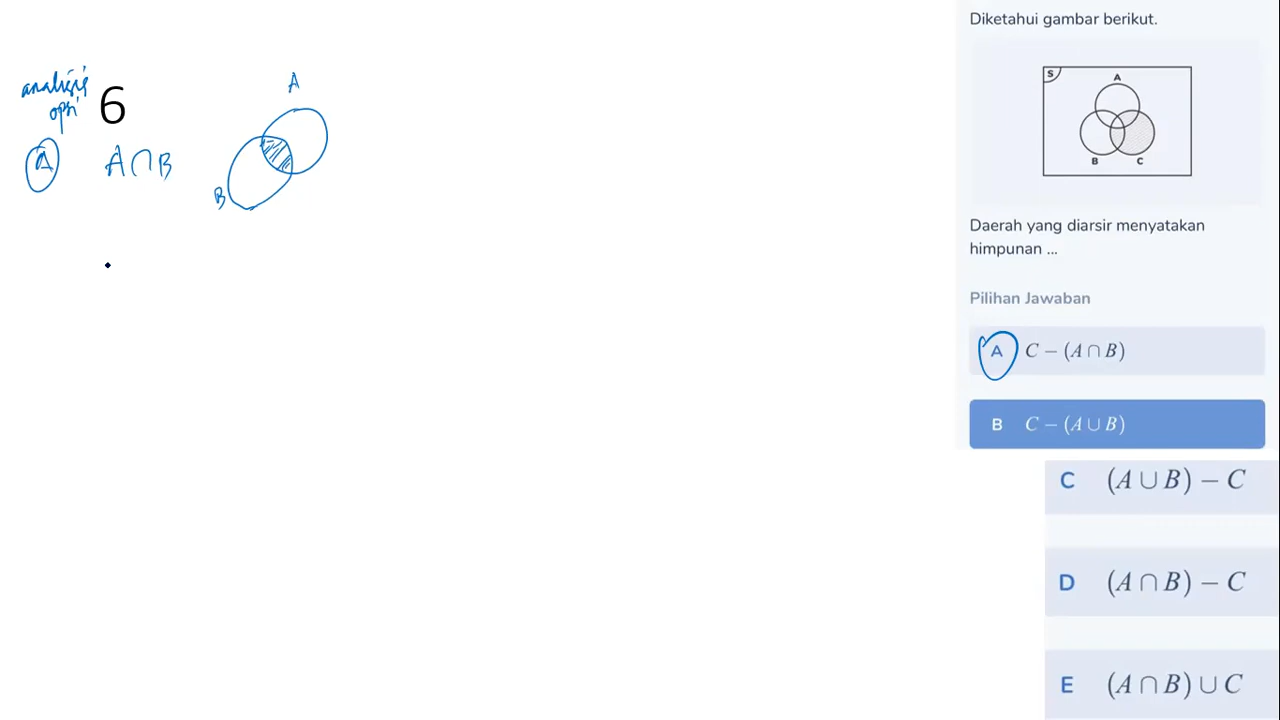 analisis
opsi
6
A
A
A ∩ B
B
Diketahui gambar berikut.
S
A
B
C
Daerah yang diarsir menyatakan
himpunan ...
Pilihan Jawaban
A C − (A ∩ B)
B C − (A ∪ B)
C (A ∪ B) − C
D (A ∩ B) − C
E (A ∩ B) ∪ C